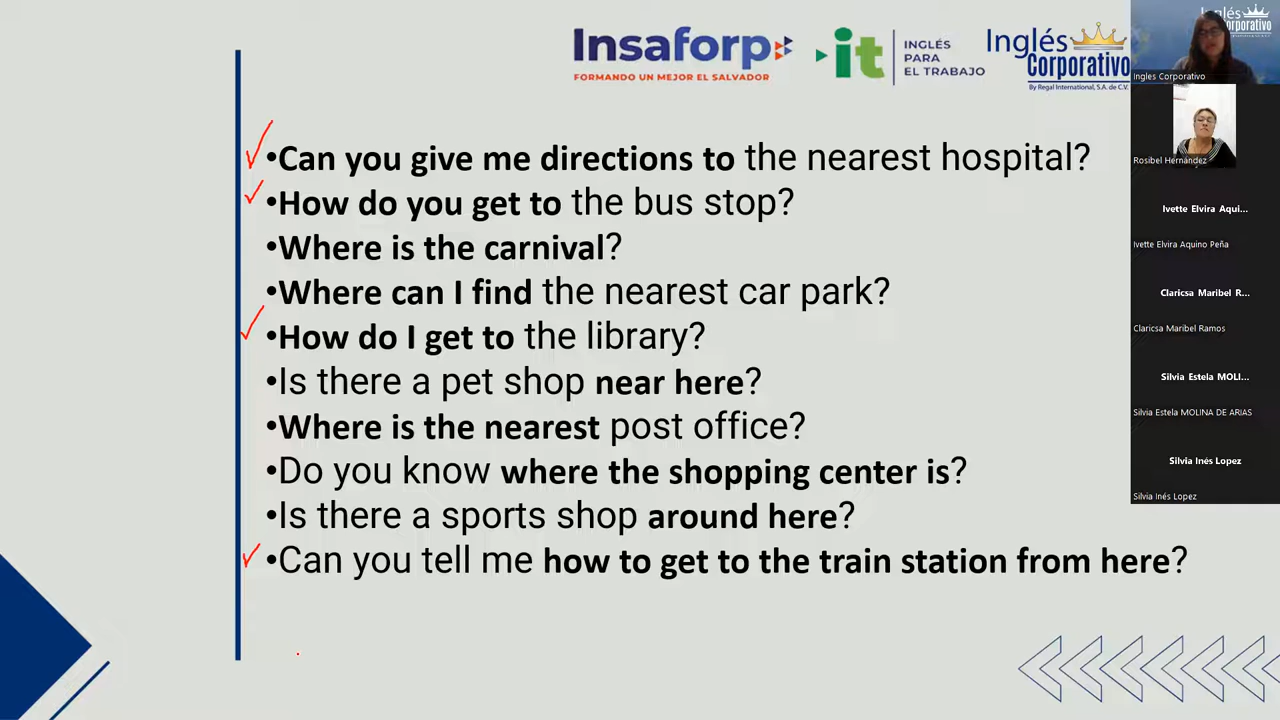 Insaforp
FORMANDO UN MEJOR EL SALVADOR
it
INGLÉS
PARA
EL TRABAJO
Inglés
Corporativo
By Regal International, S.A. de C.V.
•Can you give me directions to the nearest hospital?
•How do you get to the bus stop?
•Where is the carnival?
•Where can I find the nearest car park?
•How do I get to the library?
•Is there a pet shop near here?
•Where is the nearest post office?
•Do you know where the shopping center is?
•Is there a sports shop around here?
•Can you tell me how to get to the train station from here?
Inglés
Corporativo
Ingles Corporativo
Rosibel Hernández
Ivette Elvira Aqui...
Ivette Elvira Aquino Peña
Claricsa Maribel R...
Claricsa Maribel Ramos
Silvia Estela MOLI...
Silvia Estela MOLINA DE ARIAS
Silvia Inés Lopez
Silvia Inés Lopez